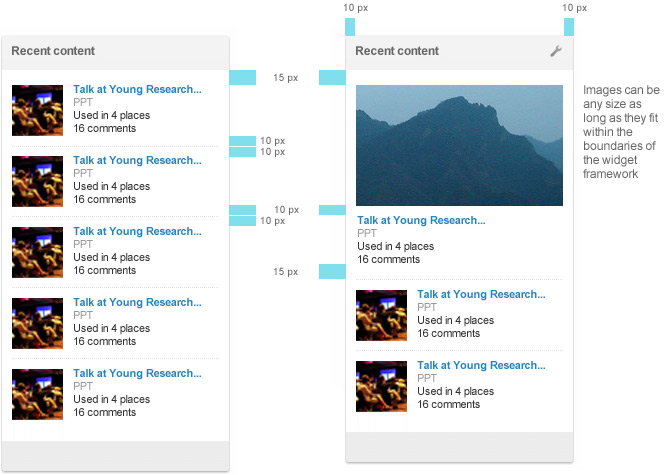 10 px
10 px
Recent content
Talk at Young Research...
PPT
Used in 4 places
16 comments
Talk at Young Research...
PPT
Used in 4 places
16 comments
Talk at Young Research...
PPT
Used in 4 places
16 comments
Talk at Young Research...
PPT
Used in 4 places
16 comments
Talk at Young Research...
PPT
Used in 4 places
16 comments
15 px
10 px
10 px
10 px
10 px
15 px
Recent content
Talk at Young Research...
PPT
Used in 4 places
16 comments
Talk at Young Research...
PPT
Used in 4 places
16 comments
Talk at Young Research...
PPT
Used in 4 places
16 comments
Images can be
any size as
long as they fit
within the
boundaries of
the widget
framework